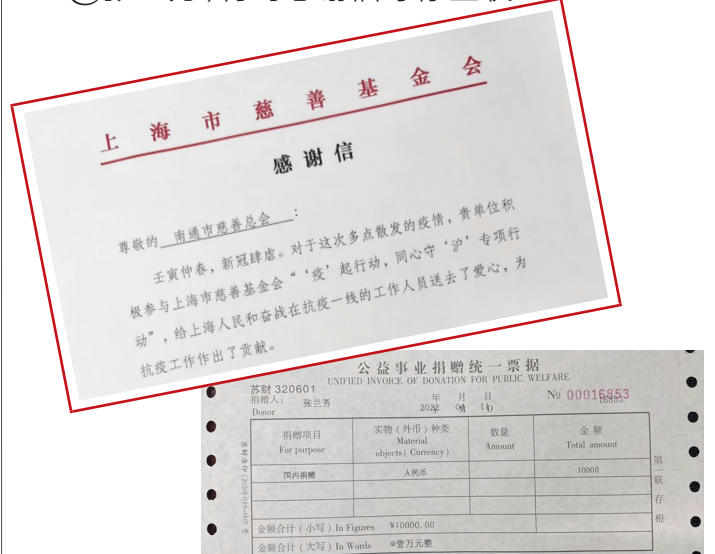 上海市慈善基金会
感谢信
尊敬的 南通市慈善总会 :
壬寅仲春，新冠肆虐。对于这次多点散发的疫情，贵单位积
极参与上海市慈善基金会“‘疫’起行动，同心守‘沪’专项行
动”，给上海人民和奋战在抗疫一线的工作人员送去了爱心，为
抗疫工作作出了贡献。
公益事业捐赠统一票据
UNIFIED INVOICE OF DONATION FOR PUBLIC WELFARE
苏财 320601
捐赠人： 张兰芳
Donor
年 月 日
2022
No 00016853
16853
捐赠项目
For purpose
实物（外币）种类
Material
objects ( Currency )
数量
Amount
金 额
Total amount
国内捐赠 人民币 10000
金额合计（小写）In Figures ¥10000.00
金额合计（大写）In Words ⊗壹万元整
第一联存根